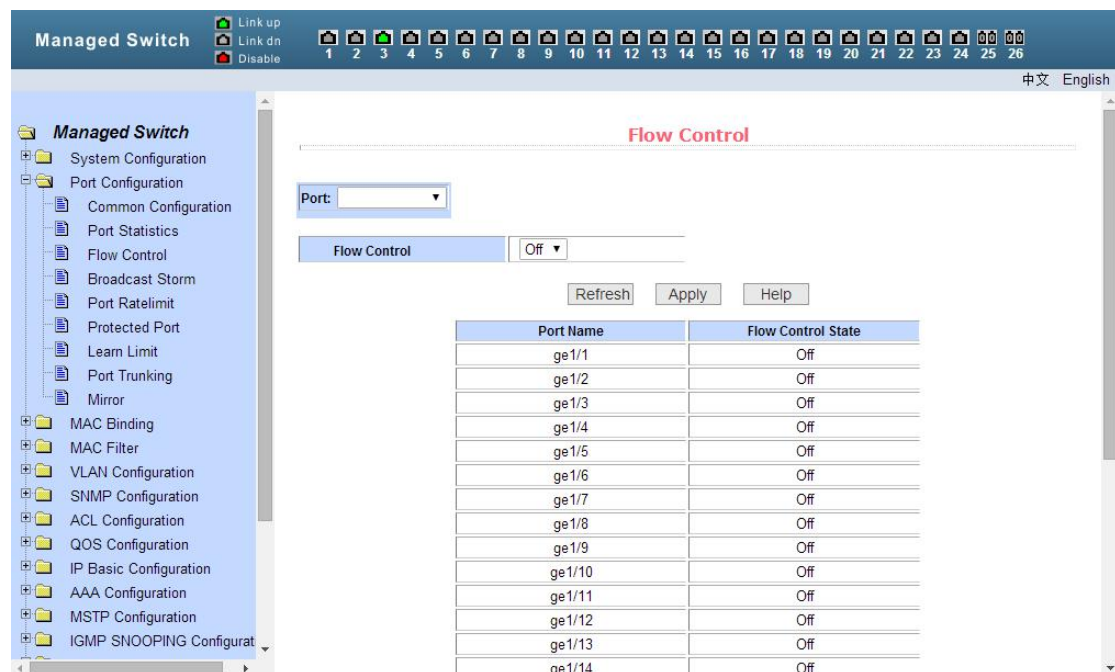 Managed Switch
Link up
Link dn
Disable
1 2 3 4 5 6 7 8 9 10 11 12 13 14 15 16 17 18 19 20 21 22 23 24 25 26
中文 English
Managed Switch
System Configuration
Port Configuration
Common Configuration
Port Statistics
Flow Control
Broadcast Storm
Port Ratelimit
Protected Port
Learn Limit
Port Trunking
Mirror
MAC Binding
MAC Filter
VLAN Configuration
SNMP Configuration
ACL Configuration
QOS Configuration
IP Basic Configuration
AAA Configuration
MSTP Configuration
IGMP SNOOPING Configurat
Flow Control
Port:
Flow Control Off
Refresh Apply Help
Port Name Flow Control State
ge1/1 Off
ge1/2 Off
ge1/3 Off
ge1/4 Off
ge1/5 Off
ge1/6 Off
ge1/7 Off
ge1/8 Off
ge1/9 Off
ge1/10 Off
ge1/11 Off
ge1/12 Off
ge1/13 Off
ge1/14 Off